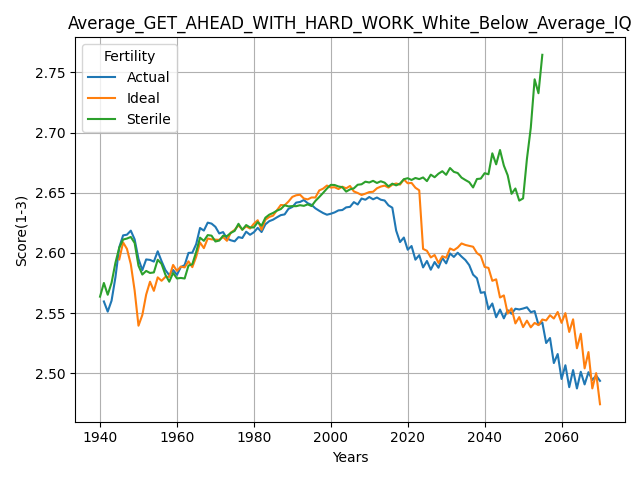 Average_GET_AHEAD_WITH_HARD_WORK_White_Below_Average_IQ
Fertility
Actual
Ideal
Sterile
Score(1-3)
2.75
2.70
2.65
2.60
2.55
2.50
1940 1960 1980 2000 2020 2040 2060
Years